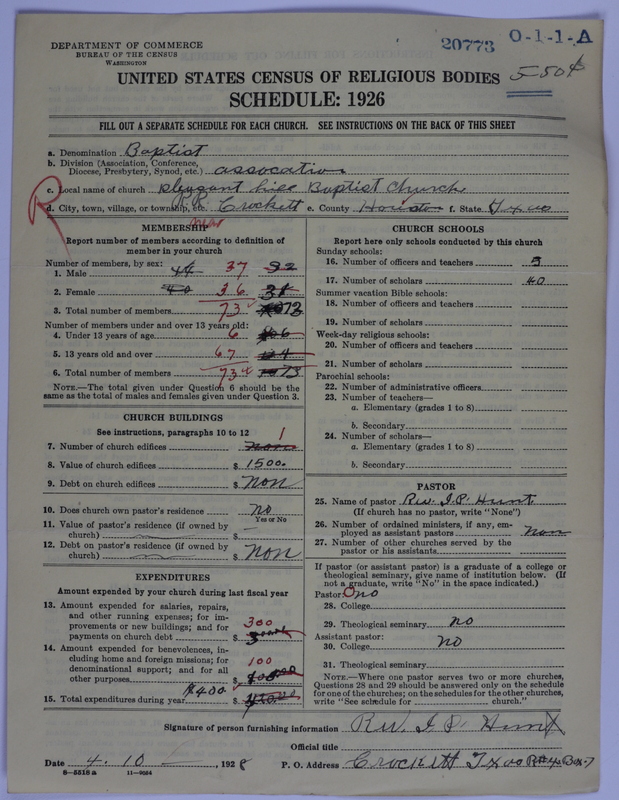 20773 O-1-1-A
DEPARTMENT OF COMMERCE
BUREAU OF THE CENSUS
WASHINGTON
UNITED STATES CENSUS OF RELIGIOUS BODIES
550¢
SCHEDULE: 1926
FILL OUT A SEPARATE SCHEDULE FOR EACH CHURCH. SEE INSTRUCTIONS ON THE BACK OF THIS SHEET
a. Denomination Baptist
b. Division (Association, Conference,
Diocese, Presbytery, Synod, etc.) assocation
R
c. Local name of church pleygant hill Baptist church
d. City, town, village, or township, etc. R.R. Crockett e. County Houston f. State
near
MEMBERSHIP
Report number of members according to definition of
member in your church
Number of members, by sex:
1. Male 44 37 32
2. Female 40 36
3. Total number of members 73
Number of members under and over 13 years old:
4. Under 13 years of age 6
5. 13 years old and over 67
6. Total number of members 73
NOTE.—The total given under Question 6 should be
same as the total of males and females given under Question 3.
CHURCH BUILDINGS
See instructions, paragraphs 10 to 12
7. Number of church edifices non 1
8. Value of church edifices $ 1500.
9. Debt on church edifices $ non
10. Does church own pastor's residence no
Yes or No
11. Value of pastor's residence (if owned by
church) $
12. Debt on pastor's residence (if owned by
church) $ non
EXPENDITURES
Amount expended by your church during last fiscal year
13. Amount expended for salaries, repairs,
and other running expenses; for im-
provements or new buildings; and for
payments on church debt $ 300
14. Amount expended for benevolences, in-
cluding home and foreign missions; for
denominational support; and for all
other purposes $ 100
15. Total expenditures during year $400
CHURCH SCHOOLS
Report here only schools conducted by this church
Sunday schools:
16. Number of officers and teachers 5
17. Number of scholars 40
Summer vacation Bible schools:
18. Number of officers and teachers
19. Number of scholars
Week-day religious schools:
20. Number of officers and teachers
21. Number of scholars
Parochial schools:
22. Number of administrative officers
23. Number of teachers—
a. Elementary (grades 1 to 8)
b. Secondary
24. Number of scholars—
a. Elementary (grades 1 to 8)
b. Secondary
PASTOR
25. Name of pastor Rev. I.P. Hunt
(If church has no pastor, write "None")
26. Number of ordained ministers, if any, em-
ployed as assistant pastors non
27. Number of other churches served by the
pastor or his assistants
If pastor (or assistant pastor) is a graduate of a college or
theological seminary, give name of institution below. (If
not a graduate, write "No" in the space indicated.)
Pastor: no
28. College
29. Theological seminary no
Assistant pastor:
30. College no
31. Theological seminary
NOTE.—Where one pastor serves two or more churches,
Questions 28 and 29 should be answered only on the schedule
for one of the churches; on the schedules for the other churches,
write "See schedule for church."
Signature of person furnishing information Rev. I.P. Hunt
Official title
Date 4-10, 1928 P. O. Address Crockett Box-7
8—5518 a 11—9024